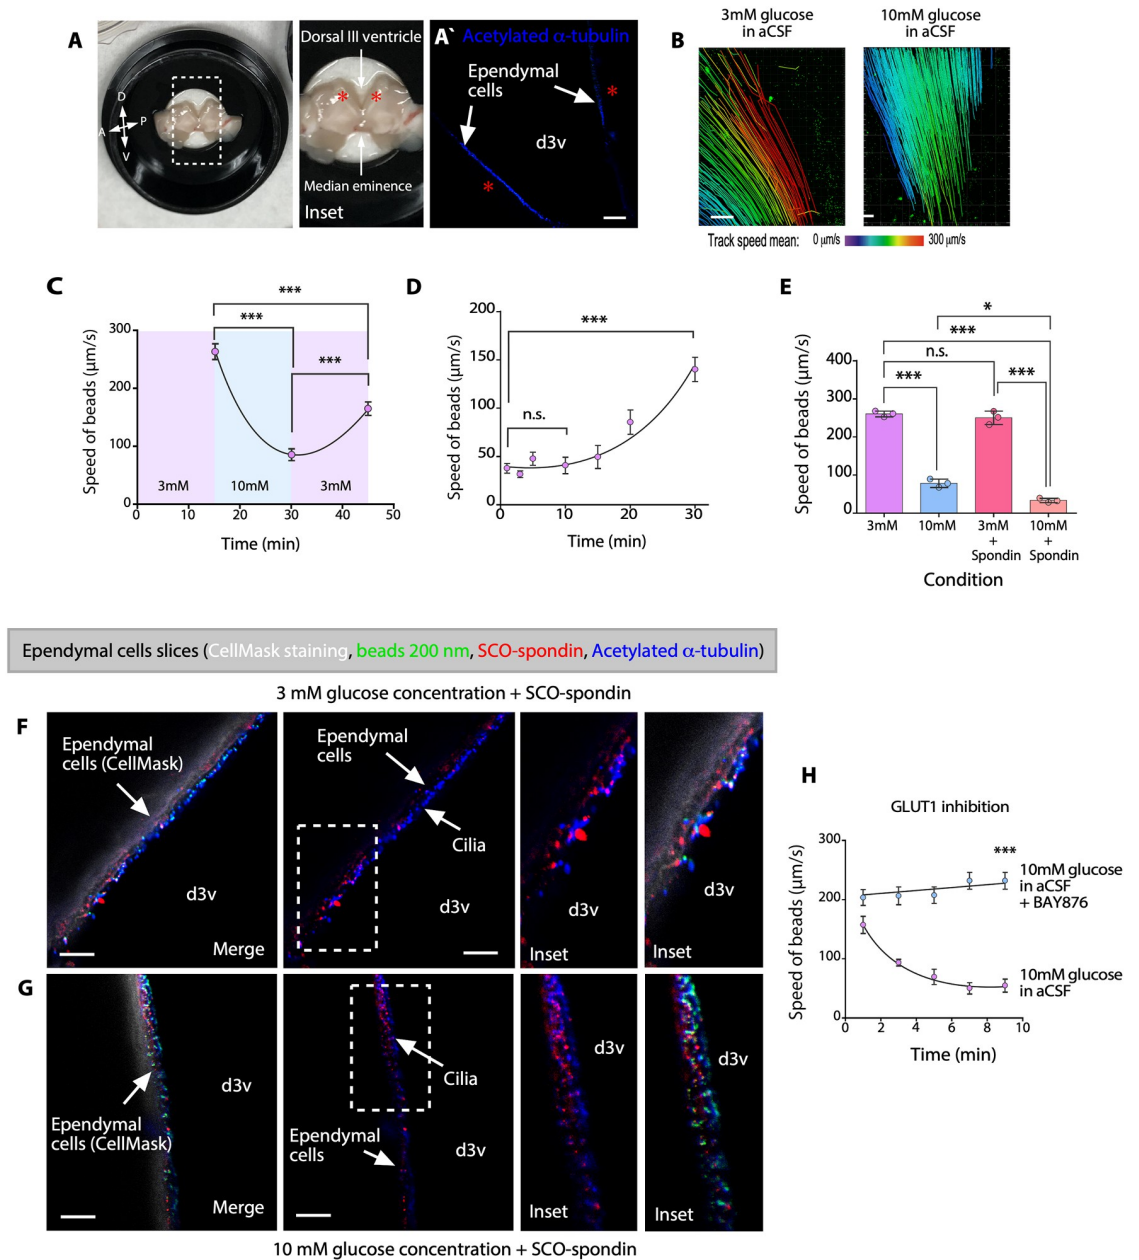 A
D
A
P
V
Dorsal III ventricle
*
*
Median eminence
Inset
A`
Acetylated α-tubulin
Ependymal
cells
*
d3v
*
B
3mM glucose
in aCSF
10mM glucose
in aCSF
Track speed mean:
0 μm/s
300 μm/s
C
***
***
***
Speed of beads (μm/s)
300
200
100
0
3mM
10mM
3mM
0
10
20
30
40
50
Time (min)
D
***
n.s.
Speed of beads (μm/s)
200
150
100
50
0
0
10
20
30
Time (min)
E
*
***
n.s.
***
***
Speed of beads (μm/s)
400
300
200
100
0
3mM
10mM
3mM
+
Spondin
10mM
+
Spondin
Condition
Ependymal cells slices (CellMask staining, beads 200 nm, SCO-spondin, Acetylated α-tubulin)
3 mM glucose concentration + SCO-spondin
F
Ependymal
cells (CellMask)
d3v
Merge
Ependymal
cells
Cilia
d3v
d3v
Inset
d3v
Inset
G
d3v
Ependymal
cells (CellMask)
Merge
Cilia
Ependymal
cells
d3v
d3v
Inset
d3v
Inset
10 mM glucose concentration + SCO-spondin
H
GLUT1 inhibition
***
Speed of beads (μm/s)
300
200
100
0
10mM glucose
in aCSF
+ BAY876
10mM glucose
in aCSF
0
2
4
6
8
10
Time (min)